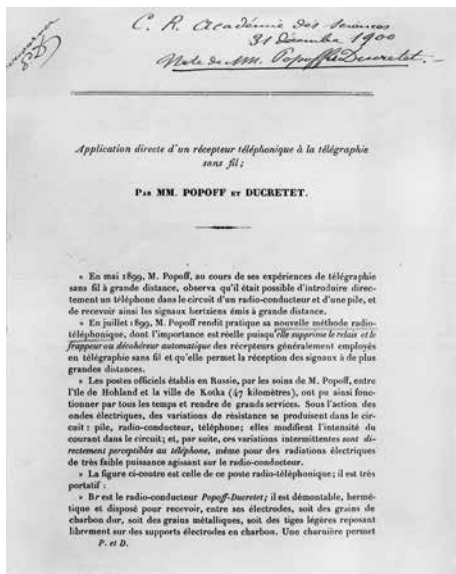 C. R. Académie des Sciences
31 décembre 1900
Note de MM. Popoff & Ducretet. -
Application directe d'un récepteur téléphonique à la télégraphie
sans fil;
PAR MM. POPOFF ET DUCRETET.
» En mai 1899, M. Popoff, au cours de ses expériences de télégraphie
sans fil à grande distance, observa qu'il était possible d'introduire direc-
tement un téléphone dans le circuit d'un radio-conducteur et d'une pile, et
de recevoir ainsi les signaux hertziens émis à grande distance.
» En juillet 1899, M. Popoff rendit pratique sa nouvelle méthode radio-
téléphonique, dont l'importance est réelle puisqu'elle supprime le relais et le
frappeur ou décohéreur automatique des récepteurs généralement employés
en télégraphie sans fil et qu'elle permet la réception des signaux à de plus
grandes distances.
» Les postes officiels établis en Russie, par les soins de M. Popoff, entre
l'île de Hohland et la ville de Kotka (47 kilomètres), ont pu ainsi fonc-
tionner par tous les temps et rendre de grands services. Sous l'action des
ondes électriques, des variations de résistance se produisent dans le cir-
cuit : pile, radio-conducteur, téléphone; elles modifient l'intensité du
courant dans le circuit; et, par suite, ces variations intermittentes sont di-
rectement perceptibles au téléphone, même pour des radiations électriques
de très faible puissance agissant sur le radio-conducteur.
» La figure ci-contre est celle de ce poste radio-téléphonique; il est très
portatif :
» Br est le radio-conducteur Popoff-Ducretet; il est démontable, hermé-
tique et disposé pour recevoir, entre ses électrodes, soit des grains de
charbon dur, soit des grains métalliques, soit des tiges légères reposant
librement sur des supports électrodes en charbon. Une charnière permet
P. et D.